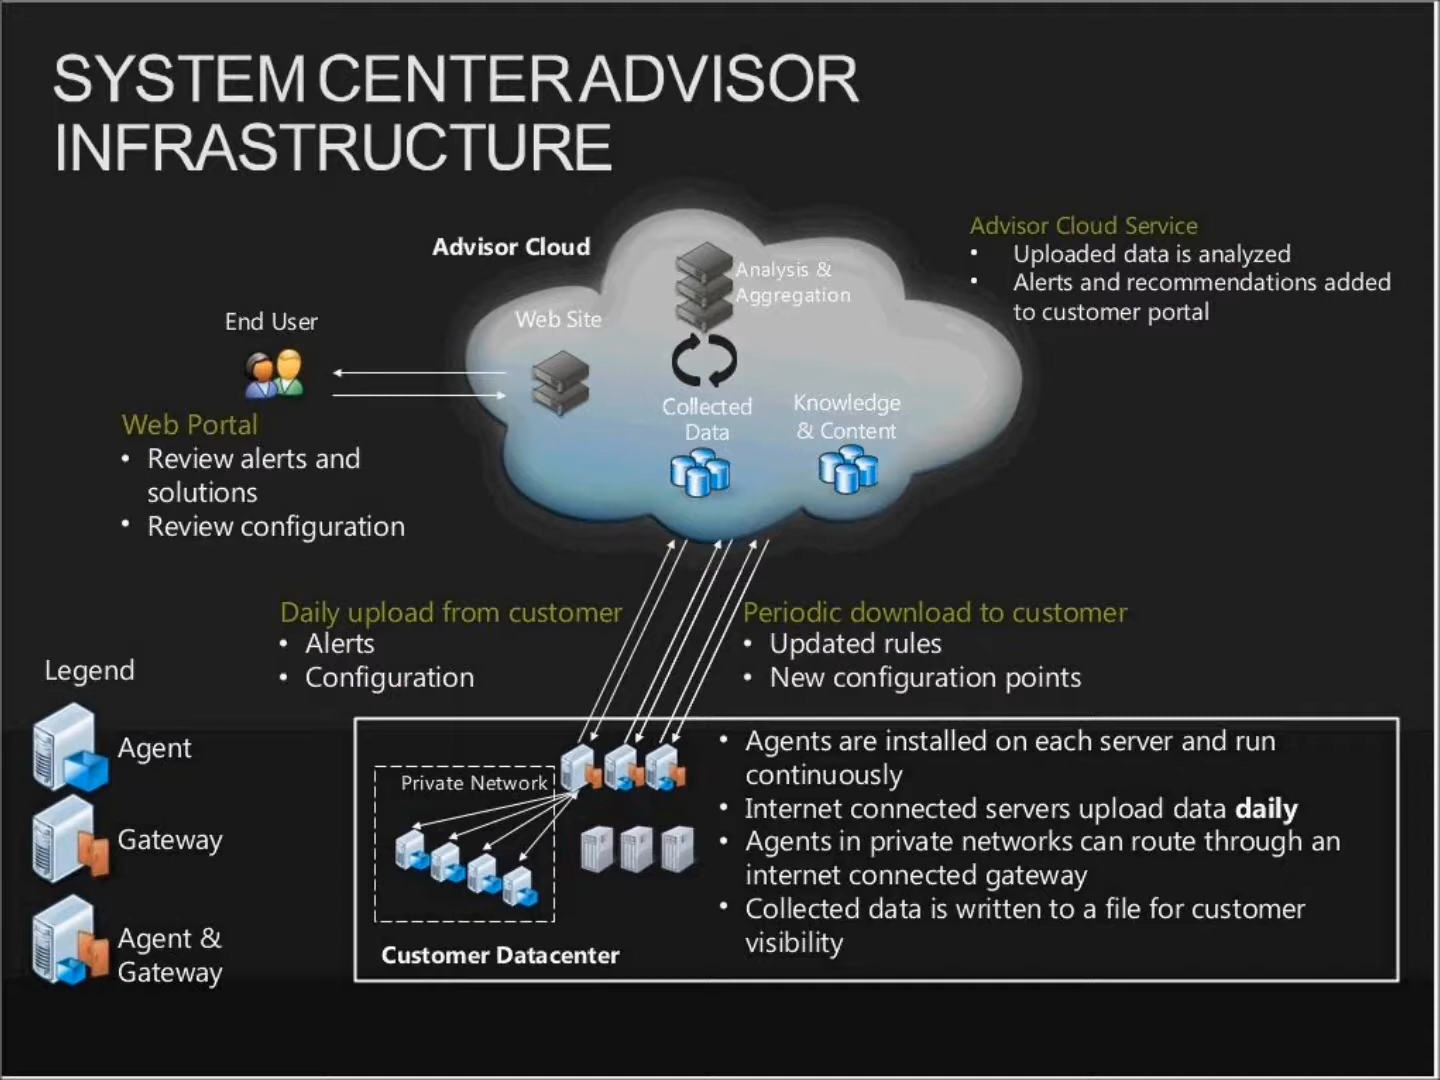 SYSTEM CENTER ADVISOR
INFRASTRUCTURE
Advisor Cloud
Analysis &
Aggregation
Web Site
Collected
Data
Knowledge
& Content
Advisor Cloud Service
• Uploaded data is analyzed
• Alerts and recommendations added
to customer portal
End User
Web Portal
• Review alerts and
solutions
• Review configuration
Daily upload from customer
• Alerts
• Configuration
Periodic download to customer
• Updated rules
• New configuration points
Legend
Agent
Gateway
Agent &
Gateway
Private Network
Customer Datacenter
• Agents are installed on each server and run
continuously
• Internet connected servers upload data daily
• Agents in private networks can route through an
internet connected gateway
• Collected data is written to a file for customer
visibility